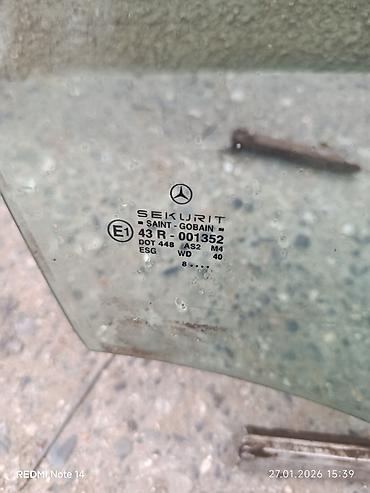 SEKURIT
= SAINT - GOBAIN =
E1 43 R - 001352
DOT 448 AS2 M4
ESG WD 40
8 ....
REDMI Note 14 27.01.2026 15:39